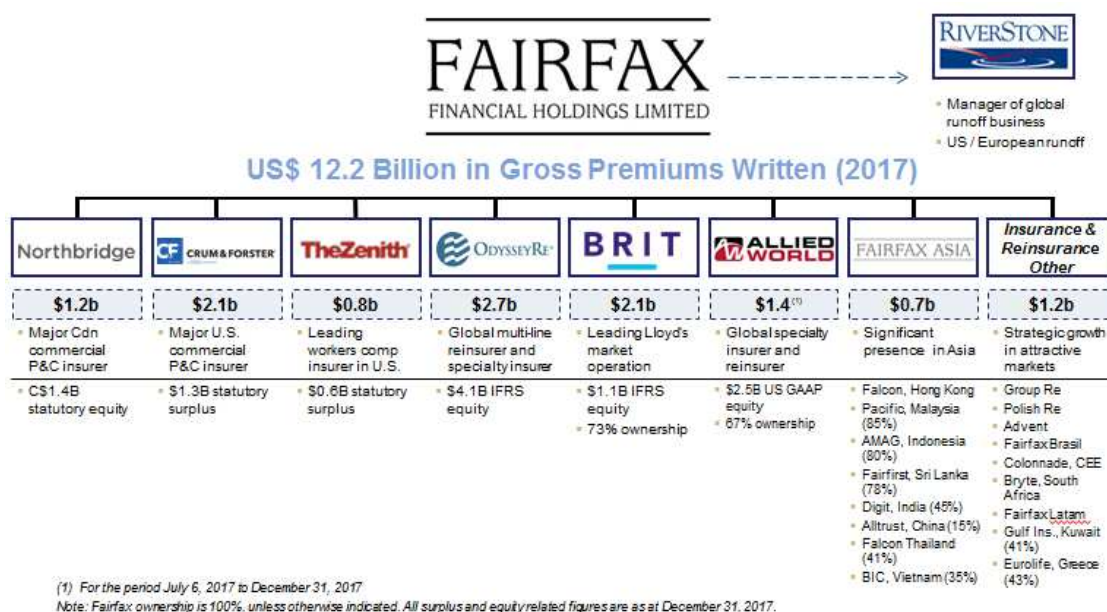 FAIRFAX
FINANCIAL HOLDINGS LIMITED
RIVERSTONE
Manager of global
runoff business
US / European runoff
US$ 12.2 Billion in Gross Premiums Written (2017)
Northbridge
CF CRUM&FORSTER
TheZenith
ODYSSEYRE
BRIT
AW ALLIED
WORLD
FAIRFAX ASIA
Insurance &
Reinsurance
Other
$1.2b
$2.1b
$0.8b
$2.7b
$2.1b
$1.4 (1)
$0.7b
$1.2b
Major Cdn
commercial
P&C insurer
Major U.S.
commercial
P&C insurer
Leading
workers comp
insurer in U.S.
Global multi-line
reinsurer and
specialty insurer
Leading Lloyd's
market
operation
Global specialty
insurer and
reinsurer
Significant
presence in Asia
Strategic growth
in attractive
markets
C$1.4B
statutory equity
$1.3B statutory
surplus
$0.6B statutory
surplus
$4.1B IFRS
equity
$1.1B IFRS
equity
73% ownership
$2.5B US GAAP
equity
67% ownership
Falcon, Hong Kong
Pacific, Malaysia
(85%)
AMAG, Indonesia
(80%)
Fairfirst, Sri Lanka
(78%)
Digit, India (45%)
Alltrust, China (15%)
Falcon Thailand
(41%)
BIC, Vietnam (35%)
Group Re
Polish Re
Advent
Fairfax Brasil
Colonnade, CEE
Bryte, South
Africa
Fairfax Latam
Gulf Ins., Kuwait
(41%)
Eurolife, Greece
(43%)
(1) For the period July 6, 2017 to December 31, 2017
Note: Fairfax ownership is 100%, unless otherwise indicated. All surplus and equity related figures are as at December 31, 2017.